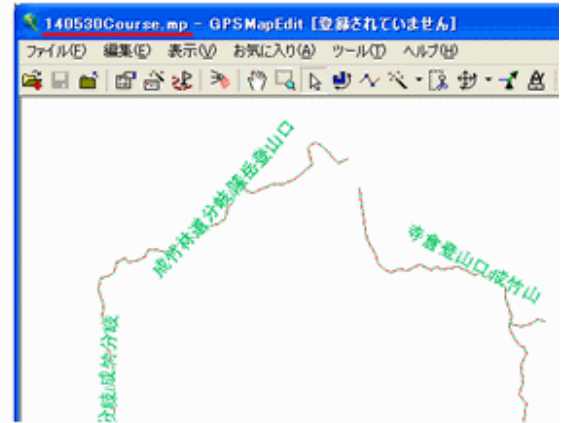 140530Course.mp - GPSMapEdit [登録されていません]
ファイル(F) 編集(E) 表示(V) お気に入り(A) ツール(T) ヘルプ(H)
成竹林道分岐;隆岳登山口
寺倉登山口;成竹山
分岐;成竹分岐